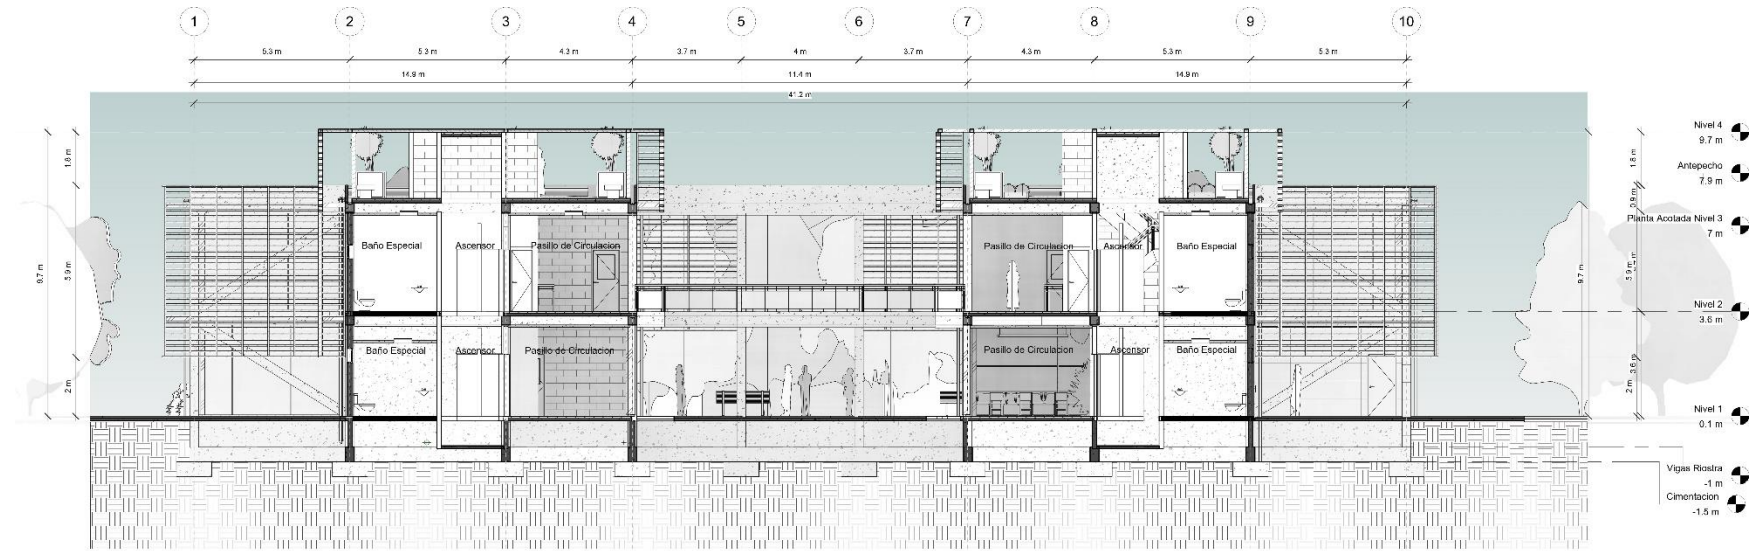 1 2 3 4 5 6 7 8 9 10
5.3 m 5.3 m 4.3 m 3.7 m 4 m 3.7 m 4.3 m 5.3 m 5.3 m
14.9 m 11.4 m 14.9 m
41.2 m
Nivel 4
9.7 m
1.8 m 1.8 m
Antepecho
7.9 m
0.9 m
Planta Acotada Nivel 3
7 m
Baño Especial Ascensor Pasillo de Circulacion Pasillo de Circulacion Ascensor Baño Especial
9.7 m 5.9 m 9.7 m 5.9 m
Nivel 2
3.6 m
Baño Especial Ascensor Pasillo de Circulacion Pasillo de Circulacion Ascensor Baño Especial
2 m 2 m 3.6 m
Nivel 1
0.1 m
Vigas Riostra
-1 m
Cimentacion
-1.5 m